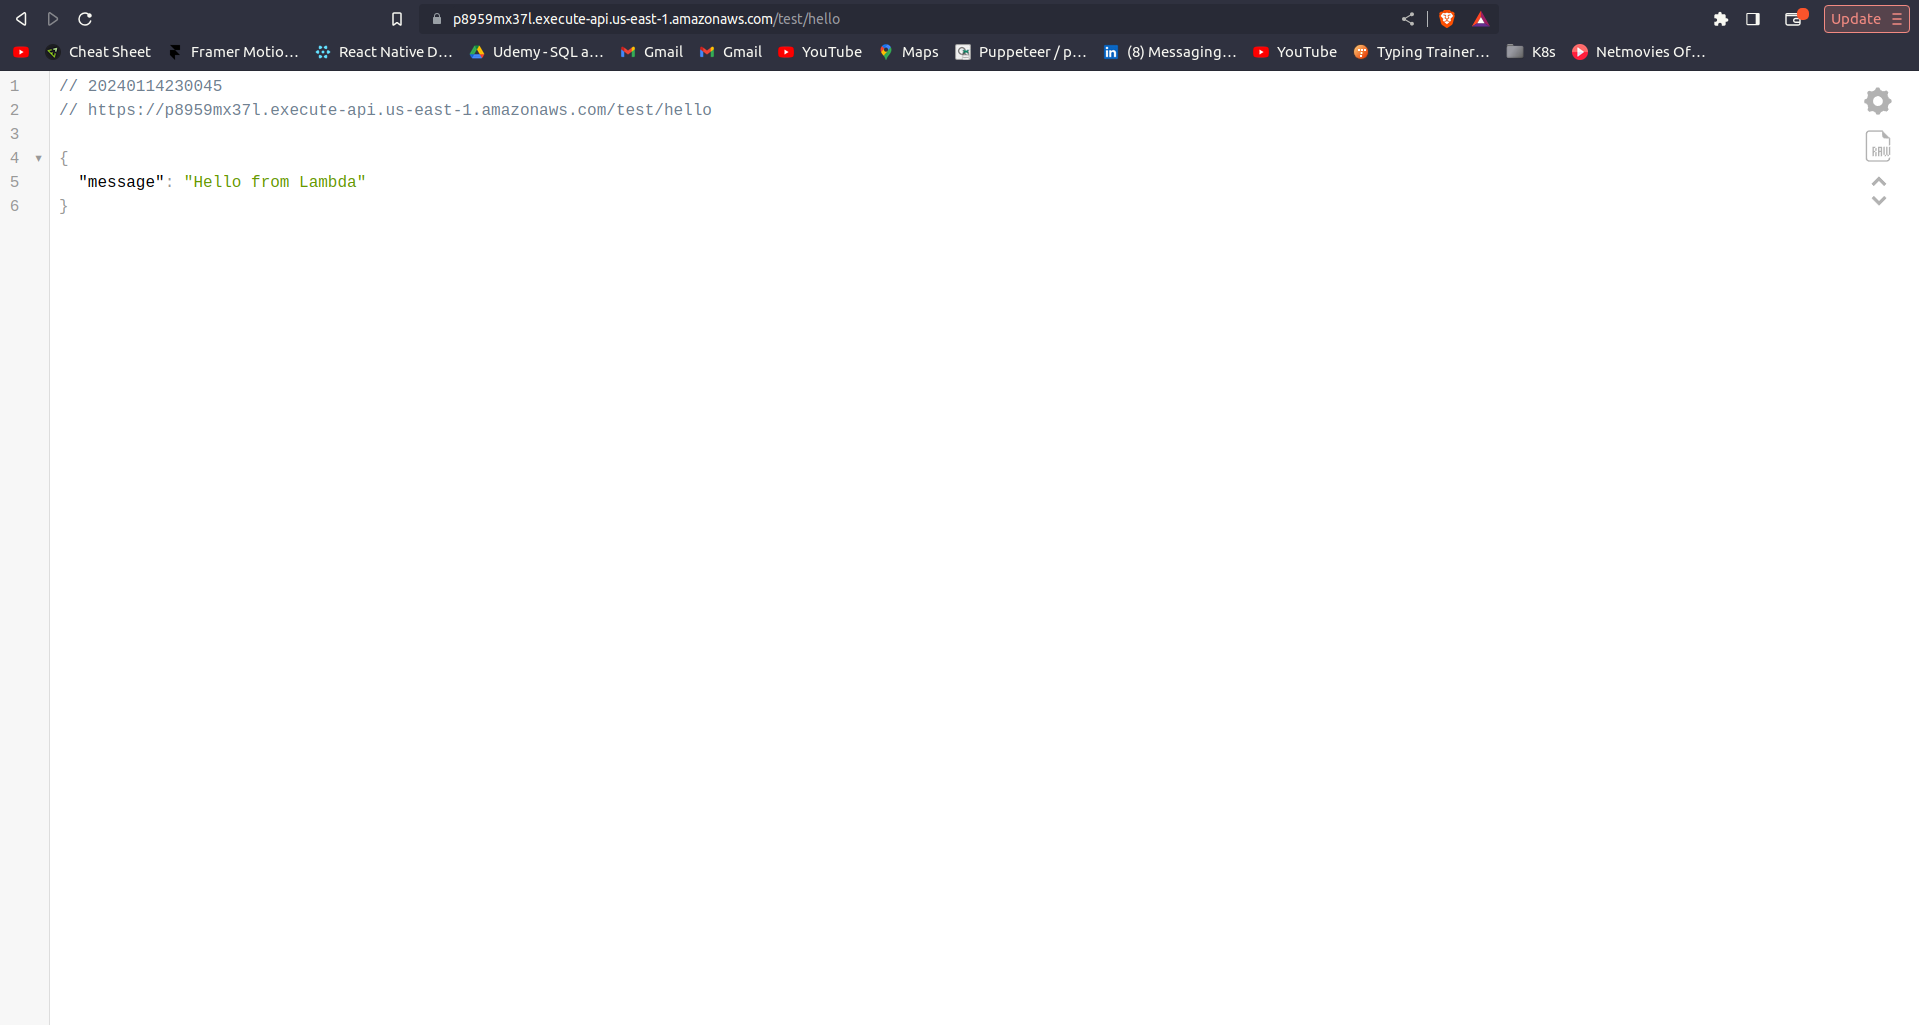 p8959mx37l.execute-api.us-east-1.amazonaws.com/test/hello
Update
Cheat Sheet Framer Motio... React Native D... Udemy - SQL a... Gmail Gmail YouTube Maps Puppeteer / p... (8) Messaging... YouTube Typing Trainer... K8s Netmovies Of...
1 // 20240114230045
2 // https://p8959mx37l.execute-api.us-east-1.amazonaws.com/test/hello
3
4 {
5 "message": "Hello from Lambda"
6 }
RAW